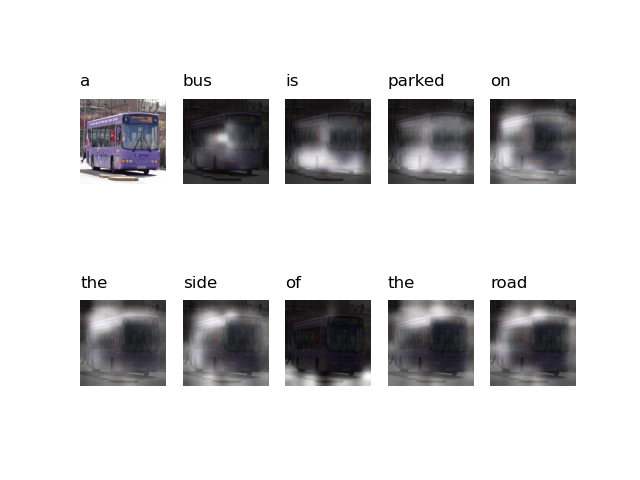 a bus is parked on
the side of the road